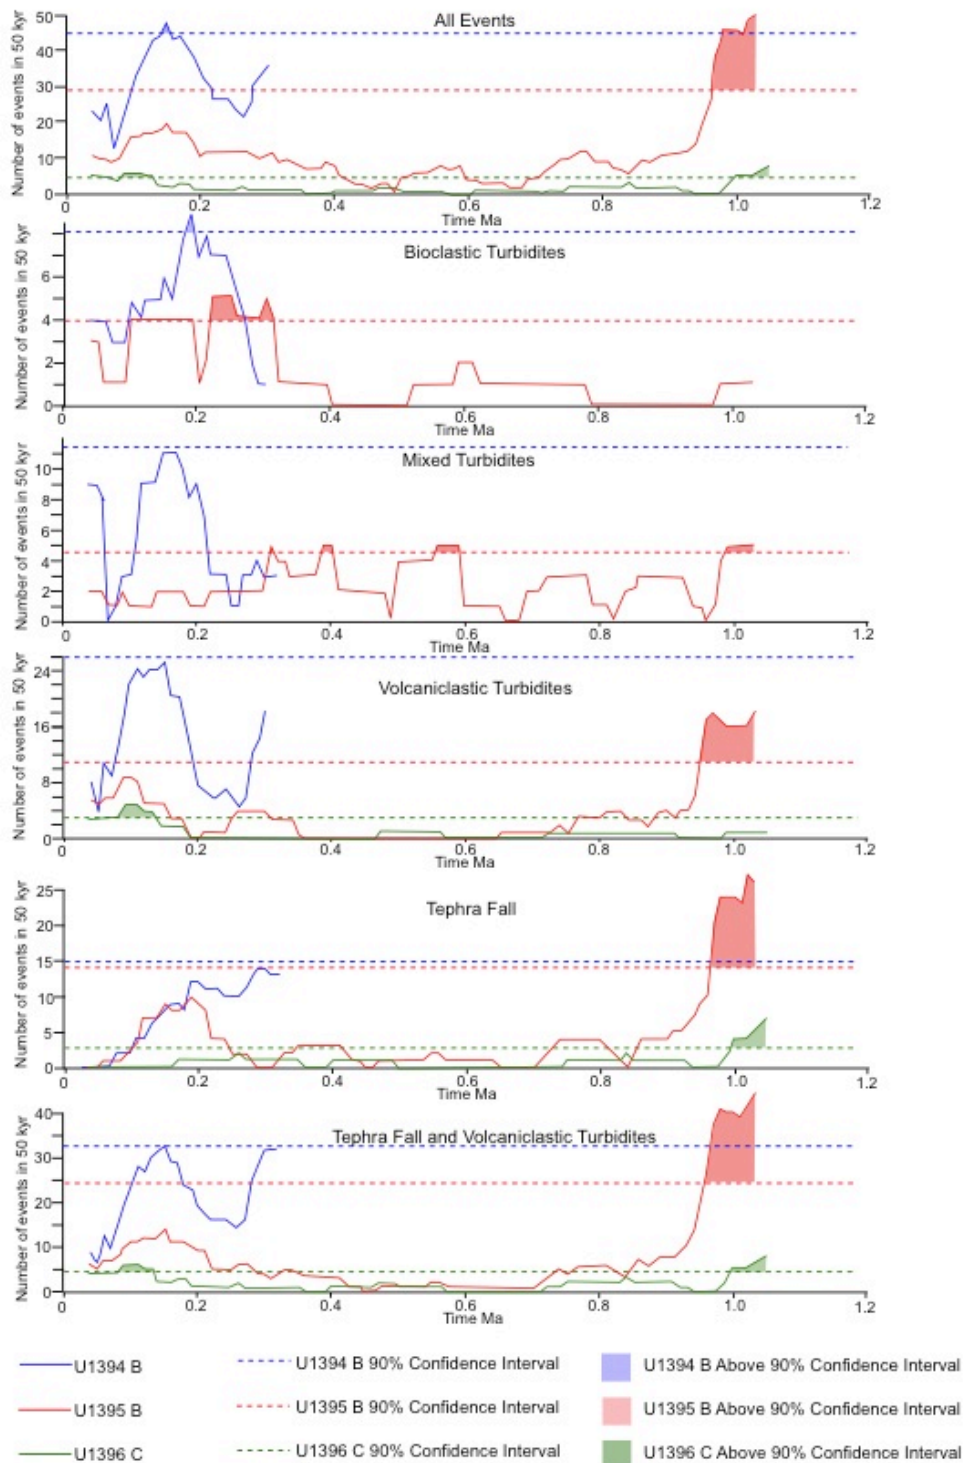 All Events
Number of events in 50 kyr
50
40
30
20
10
0
0 0.2 0.4 0.6 0.8 1.0 1.2
Time Ma
Bioclastic Turbidites
Number of events in 50 kyr
6
4
2
0
0 0.2 0.4 0.6 0.8 1.0 1.2
Time Ma
Mixed Turbidites
Number of events in 50 kyr
10
8
6
4
2
0
0 0.2 0.4 0.6 0.8 1.0 1.2
Time Ma
Volcaniclastic Turbidites
Number of events in 50 kyr
24
16
8
0
0 0.2 0.4 0.6 0.8 1.0 1.2
Time Ma
Tephra Fall
Number of events in 50 kyr
25
20
15
10
5
0
0 0.2 0.4 0.6 0.8 1.0 1.2
Time Ma
Tephra Fall and Volcaniclastic Turbidites
Number of events in 50 kyr
40
30
20
10
0
0 0.2 0.4 0.6 0.8 1.0 1.2
Time Ma
U1394 B U1394 B 90% Confidence Interval U1394 B Above 90% Confidence Interval
U1395 B U1395 B 90% Confidence Interval U1395 B Above 90% Confidence Interval
U1396 C U1396 C 90% Confidence Interval U1396 C Above 90% Confidence Interval